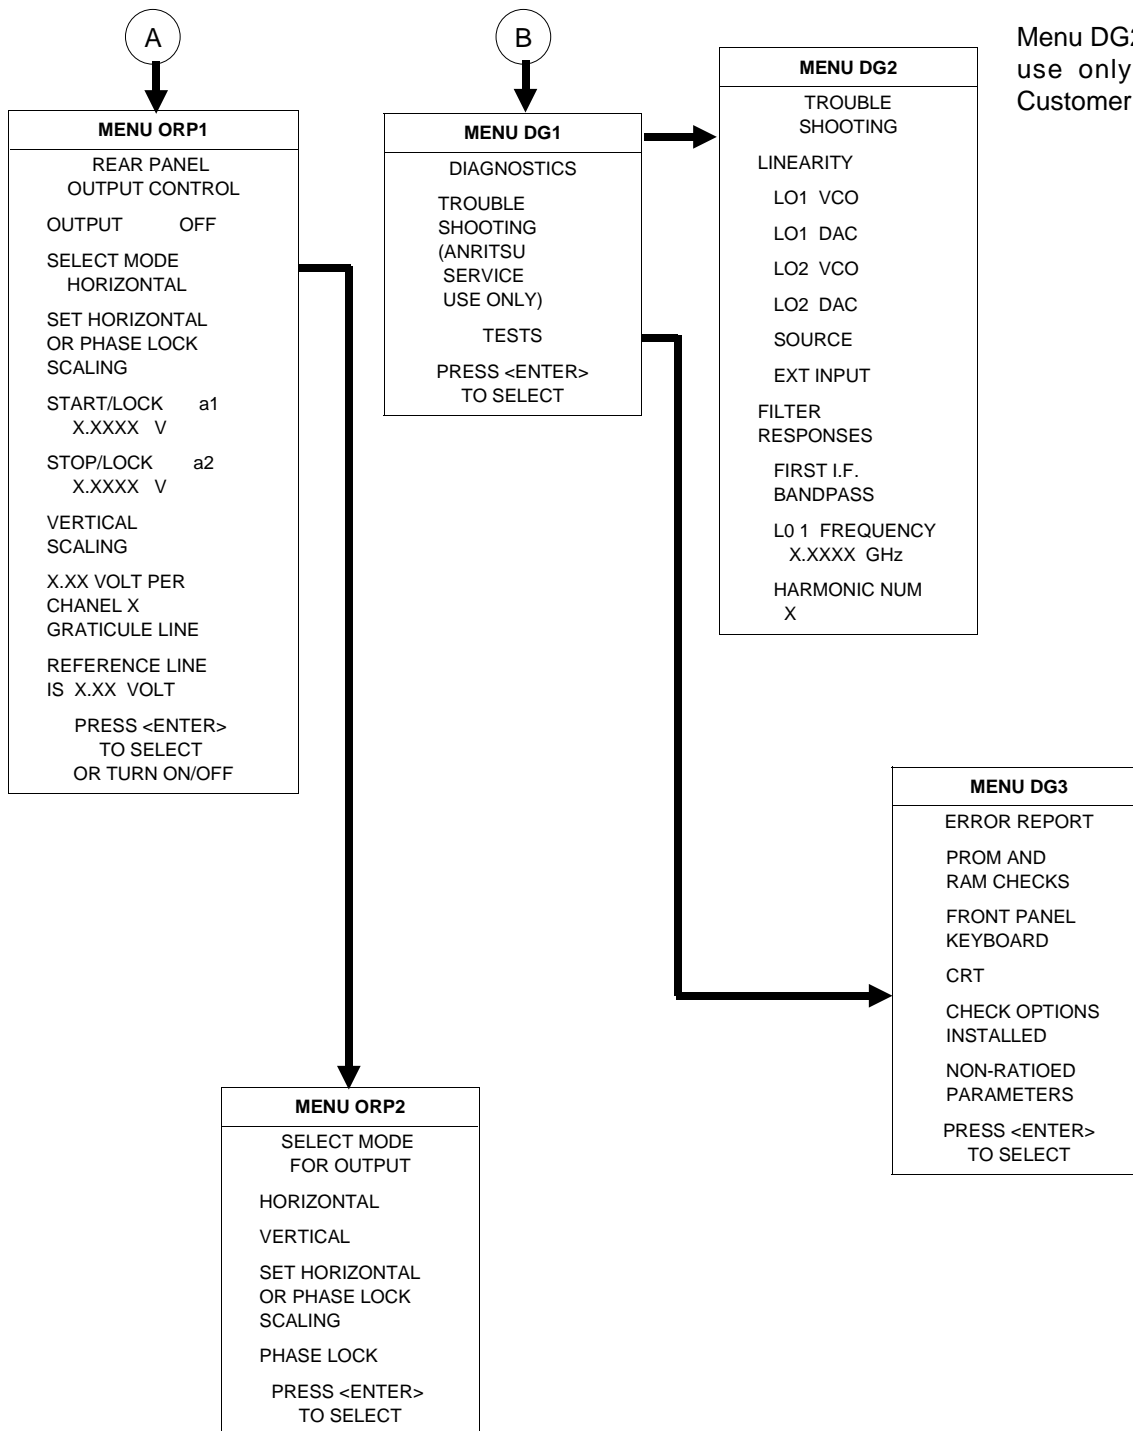 A
MENU ORP1
REAR PANEL
OUTPUT CONTROL
OUTPUT OFF
SELECT MODE
HORIZONTAL
SET HORIZONTAL
OR PHASE LOCK
SCALING
START/LOCK a1
X.XXXX V
STOP/LOCK a2
X.XXXX V
VERTICAL
SCALING
X.XX VOLT PER
CHANEL X
GRATICULE LINE
REFERENCE LINE
IS X.XX VOLT
PRESS <ENTER>
TO SELECT
OR TURN ON/OFF
B
MENU DG1
DIAGNOSTICS
TROUBLE
SHOOTING
(ANRITSU
SERVICE
USE ONLY)
TESTS
PRESS <ENTER>
TO SELECT
MENU DG2
TROUBLE
SHOOTING
LINEARITY
LO1 VCO
LO1 DAC
LO2 VCO
LO2 DAC
SOURCE
EXT INPUT
FILTER
RESPONSES
FIRST I.F.
BANDPASS
L0 1 FREQUENCY
X.XXXX GHz
HARMONIC NUM
X
Menu DG2
use only
Customer
MENU DG3
ERROR REPORT
PROM AND
RAM CHECKS
FRONT PANEL
KEYBOARD
CRT
CHECK OPTIONS
INSTALLED
NON-RATIOED
PARAMETERS
PRESS <ENTER>
TO SELECT
MENU ORP2
SELECT MODE
FOR OUTPUT
HORIZONTAL
VERTICAL
SET HORIZONTAL
OR PHASE LOCK
SCALING
PHASE LOCK
PRESS <ENTER>
TO SELECT